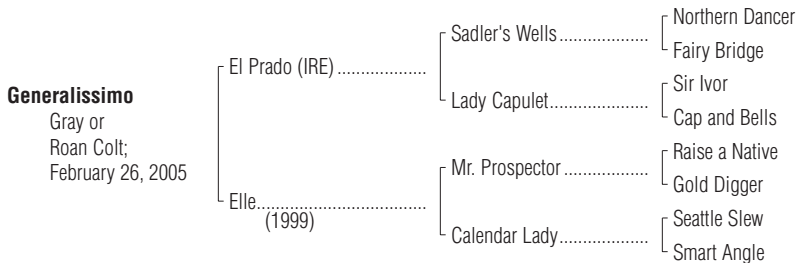 Generalissimo
Gray or
Roan Colt;
February 26, 2005
El Prado (IRE) ....................
Elle...................................
(1999)
Sadler's Wells....................
Lady Capulet.....................
Mr. Prospector ...................
Calendar Lady....................
Northern Dancer
Fairy Bridge
Sir Ivor
Cap and Bells
Raise a Native
Gold Digger
Seattle Slew
Smart Angle